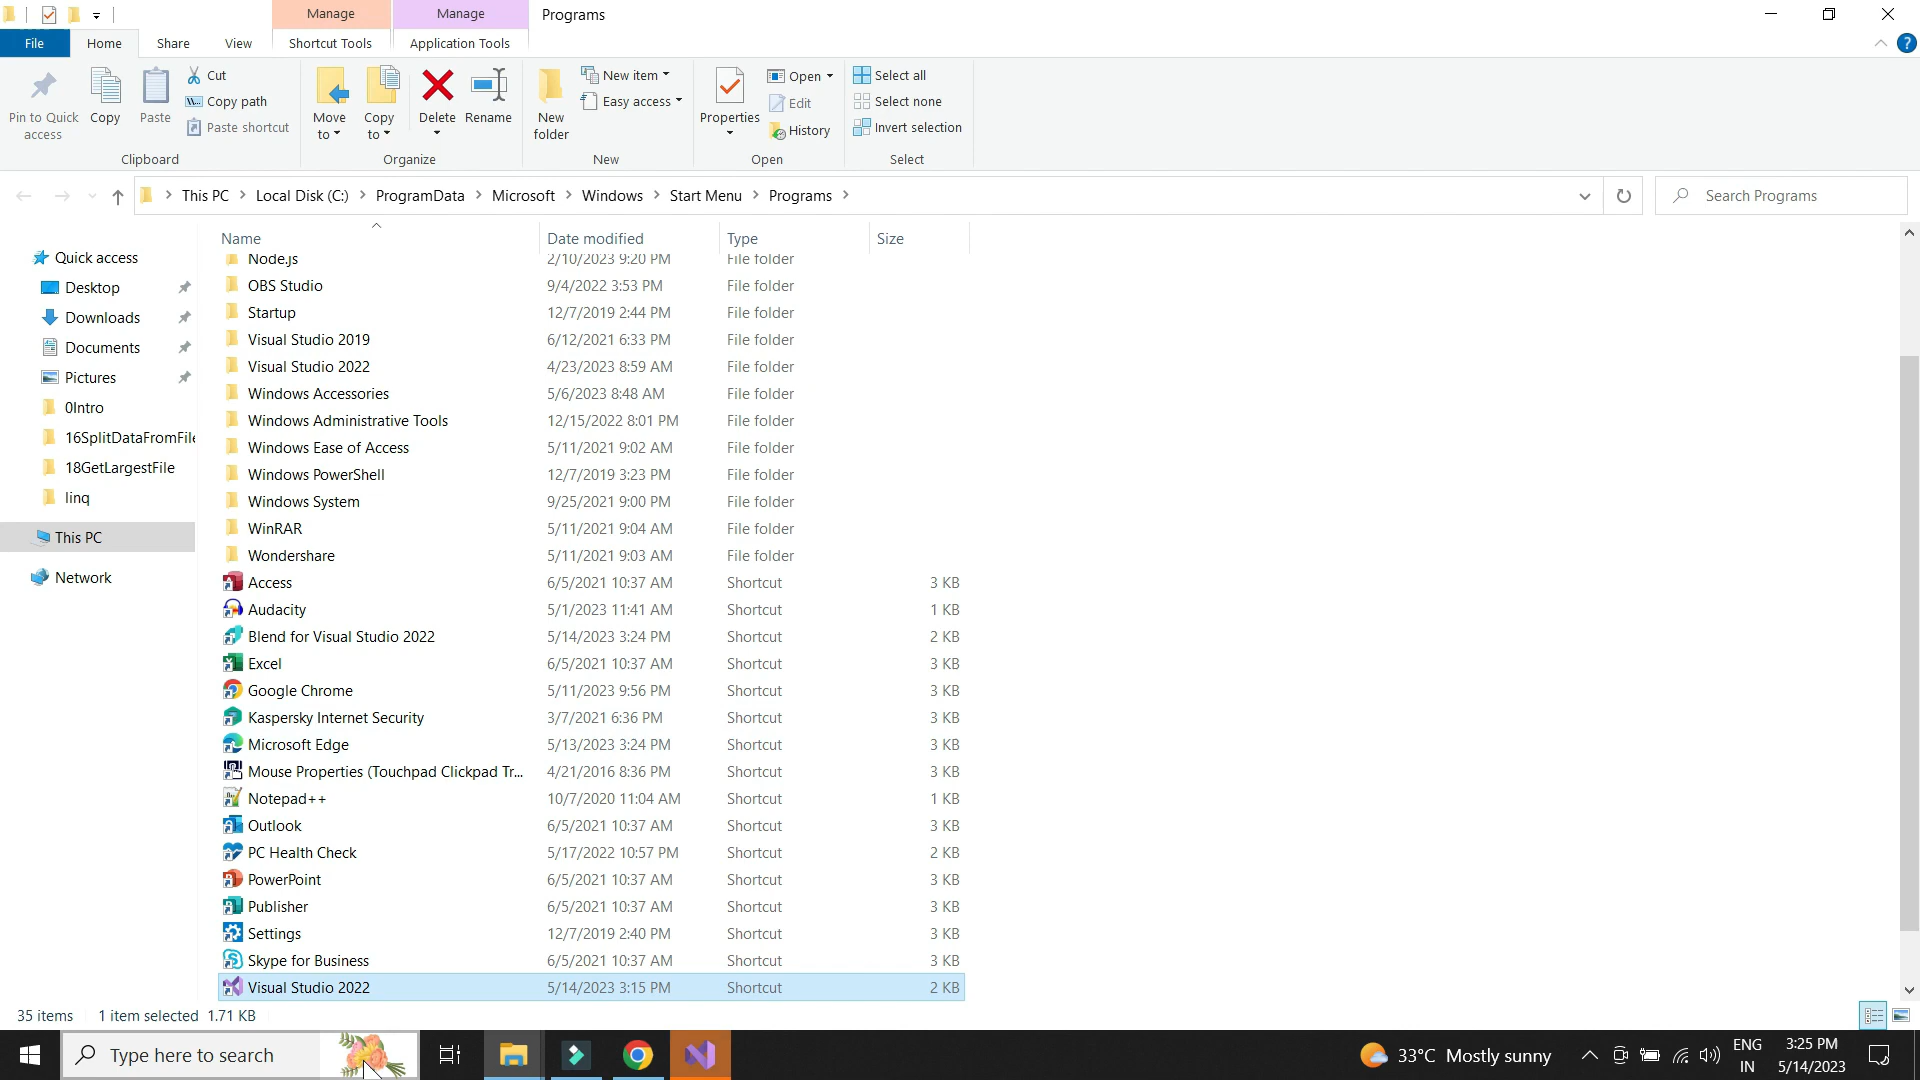 Manage
Manage
Programs
File
Home
Share
View
Shortcut Tools
Application Tools
Pin to Quick access
Copy
Paste
Cut
Copy path
Paste shortcut
Clipboard
Move to
Copy to
Delete
Rename
Organize
New folder
New item
Easy access
New
Properties
Open
Edit
History
Open
Select all
Select none
Invert selection
Select
This PC > Local Disk (C:) > ProgramData > Microsoft > Windows > Start Menu > Programs >
Search Programs
Quick access
Desktop
Downloads
Documents
Pictures
0Intro
16SplitDataFromFile
18GetLargestFile
linq
This PC
Network
Name Date modified Type Size
Node.js 2/10/2023 9:20 PM File folder
OBS Studio 9/4/2022 3:53 PM File folder
Startup 12/7/2019 2:44 PM File folder
Visual Studio 2019 6/12/2021 6:33 PM File folder
Visual Studio 2022 4/23/2023 8:59 AM File folder
Windows Accessories 5/6/2023 8:48 AM File folder
Windows Administrative Tools 12/15/2022 8:01 PM File folder
Windows Ease of Access 5/11/2021 9:02 AM File folder
Windows PowerShell 12/7/2019 3:23 PM File folder
Windows System 9/25/2021 9:00 PM File folder
WinRAR 5/11/2021 9:04 AM File folder
Wondershare 5/11/2021 9:03 AM File folder
Access 6/5/2021 10:37 AM Shortcut 3 KB
Audacity 5/1/2023 11:41 AM Shortcut 1 KB
Blend for Visual Studio 2022 5/14/2023 3:24 PM Shortcut 2 KB
Excel 6/5/2021 10:37 AM Shortcut 3 KB
Google Chrome 5/11/2023 9:56 PM Shortcut 3 KB
Kaspersky Internet Security 3/7/2021 6:36 PM Shortcut 3 KB
Microsoft Edge 5/13/2023 3:24 PM Shortcut 3 KB
Mouse Properties (Touchpad Clickpad Tr... 4/21/2016 8:36 PM Shortcut 3 KB
Notepad++ 10/7/2020 11:04 AM Shortcut 1 KB
Outlook 6/5/2021 10:37 AM Shortcut 3 KB
PC Health Check 5/17/2022 10:57 PM Shortcut 2 KB
PowerPoint 6/5/2021 10:37 AM Shortcut 3 KB
Publisher 6/5/2021 10:37 AM Shortcut 3 KB
Settings 12/7/2019 2:40 PM Shortcut 3 KB
Skype for Business 6/5/2021 10:37 AM Shortcut 3 KB
Visual Studio 2022 5/14/2023 3:15 PM Shortcut 2 KB
35 items 1 item selected 1.71 KB
Type here to search
33°C Mostly sunny
ENG
IN
3:25 PM
5/14/2023